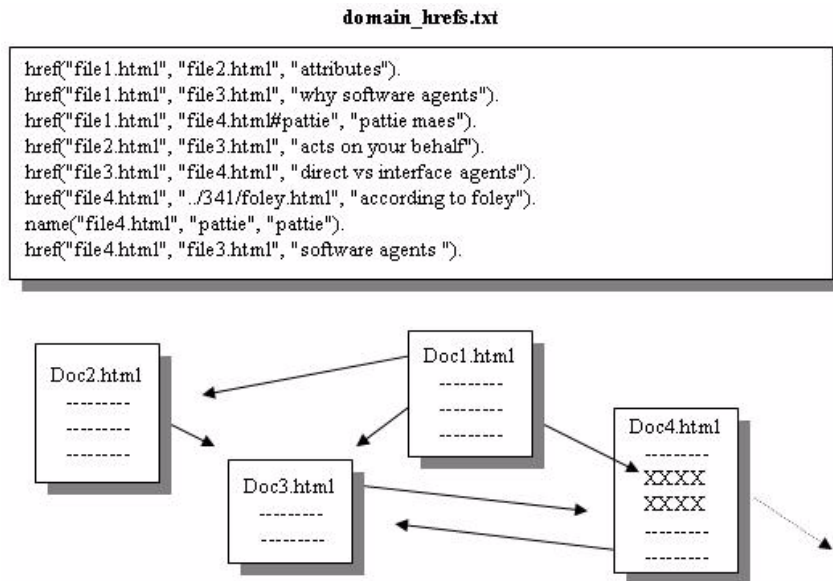 domain_hrefs.txt
href("file1.html", "file2.html", "attributes").
href("file1.html", "file3.html", "why software agents").
href("file1.html", "file4.html#pattie", "pattie maes").
href("file2.html", "file3.html", "acts on your behalf").
href("file3.html", "file4.html", "direct vs interface agents").
href("file4.html", "../341/foley.html", "according to foley").
name("file4.html", "pattie", "pattie").
href("file4.html", "file3.html", "software agents ").
Doc2.html
--------
--------
--------
Doc1.html
--------
--------
--------
Doc3.html
--------
--------
Doc4.html
--------
XXXX
XXXX
--------
--------